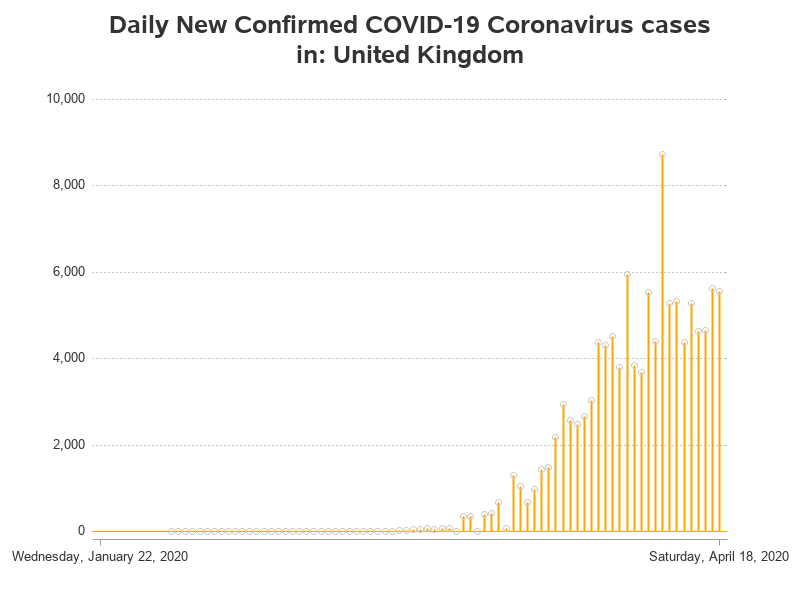 Daily New Confirmed COVID-19 Coronavirus cases
in: United Kingdom
10,000
8,000
6,000
4,000
2,000
0
Wednesday, January 22, 2020
Saturday, April 18, 2020